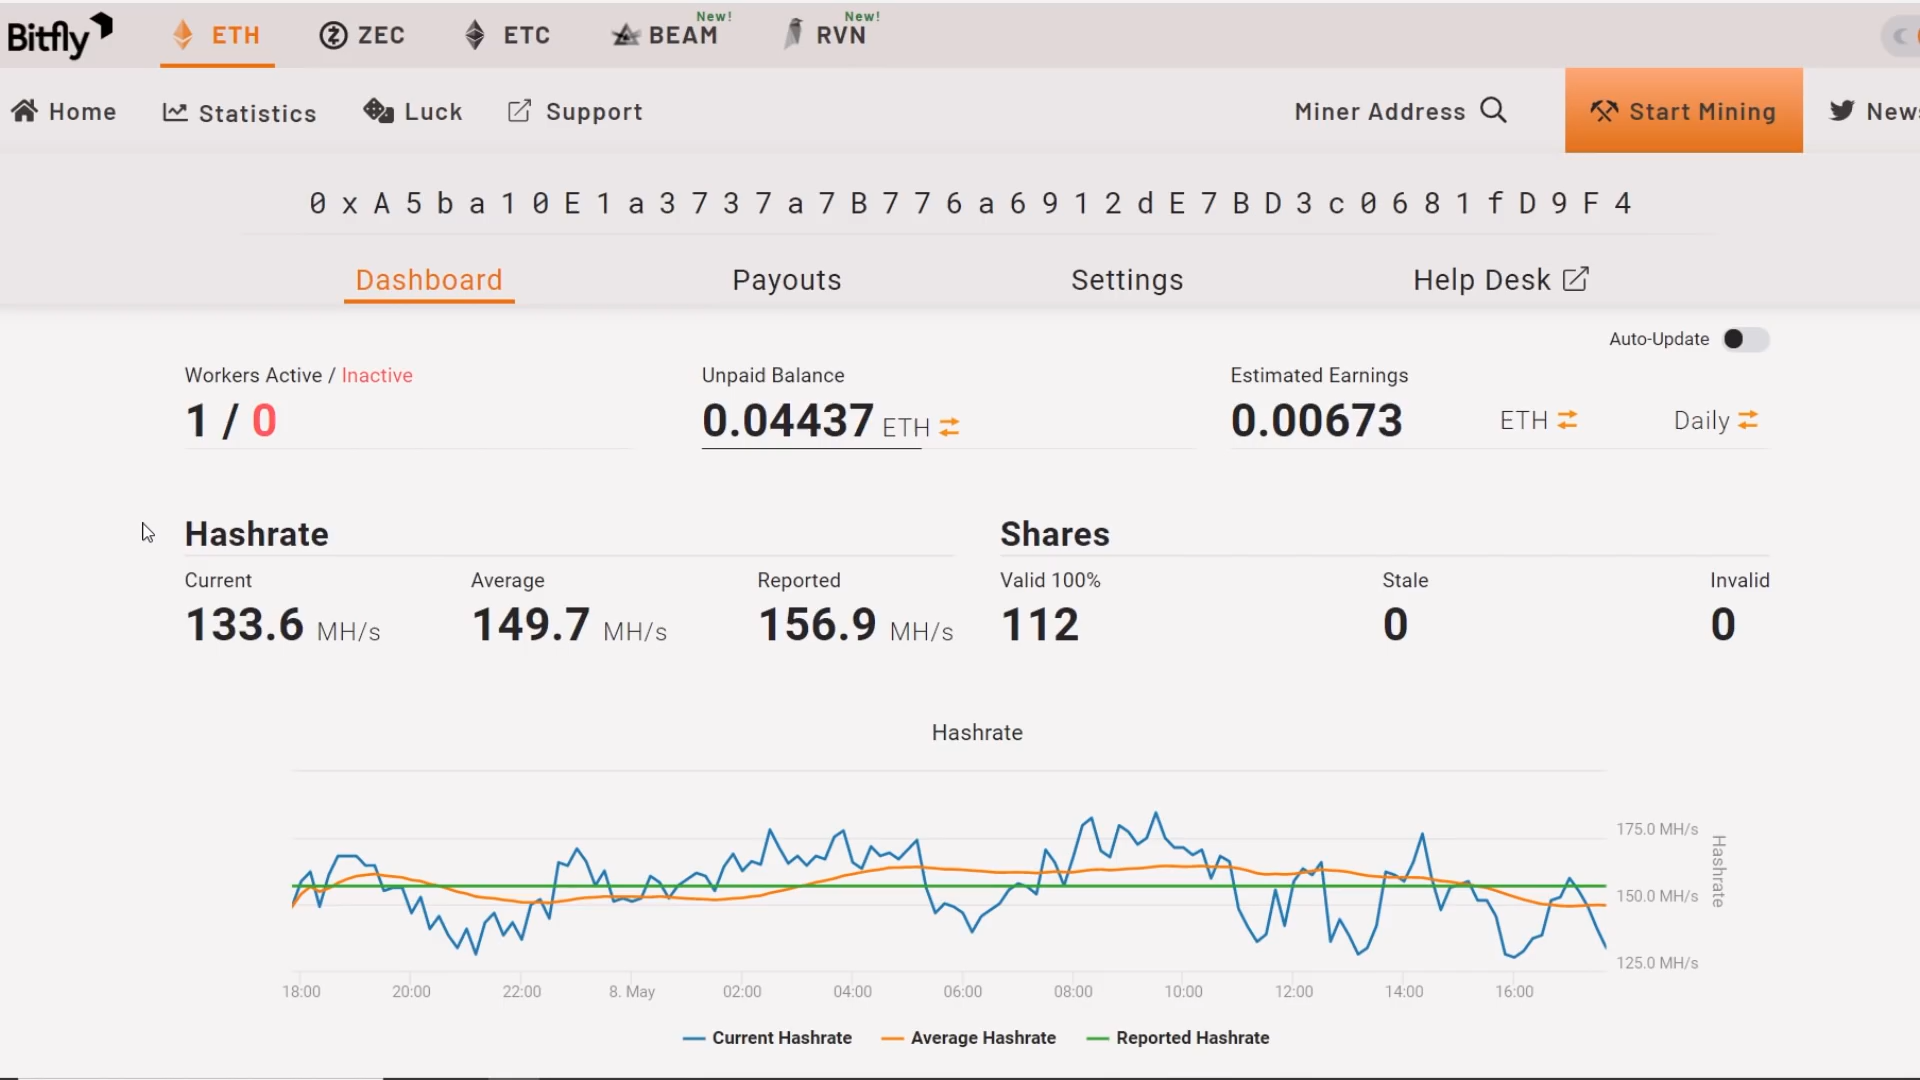 Bitfly ETH ZEC ETC BEAM New! RVN New!
Home Statistics Luck Support Miner Address Start Mining
0xA5ba10E1a3737a7B776a6912dE7BD3c0681fD9F4
Dashboard Payouts Settings Help Desk
Auto-Update
Workers Active / Inactive Unpaid Balance Estimated Earnings
1 / 0 0.04437 ETH 0.00673 ETH Daily
Hashrate Shares
Current Average Reported Valid 100% Stale Invalid
133.6 MH/s 149.7 MH/s 156.9 MH/s 112 0 0
Hashrate
175.0 MH/s
150.0 MH/s
125.0 MH/s
Hashrate
18:00 20:00 22:00 8. May 02:00 04:00 06:00 08:00 10:00 12:00 14:00 16:00
Current Hashrate Average Hashrate Reported Hashrate